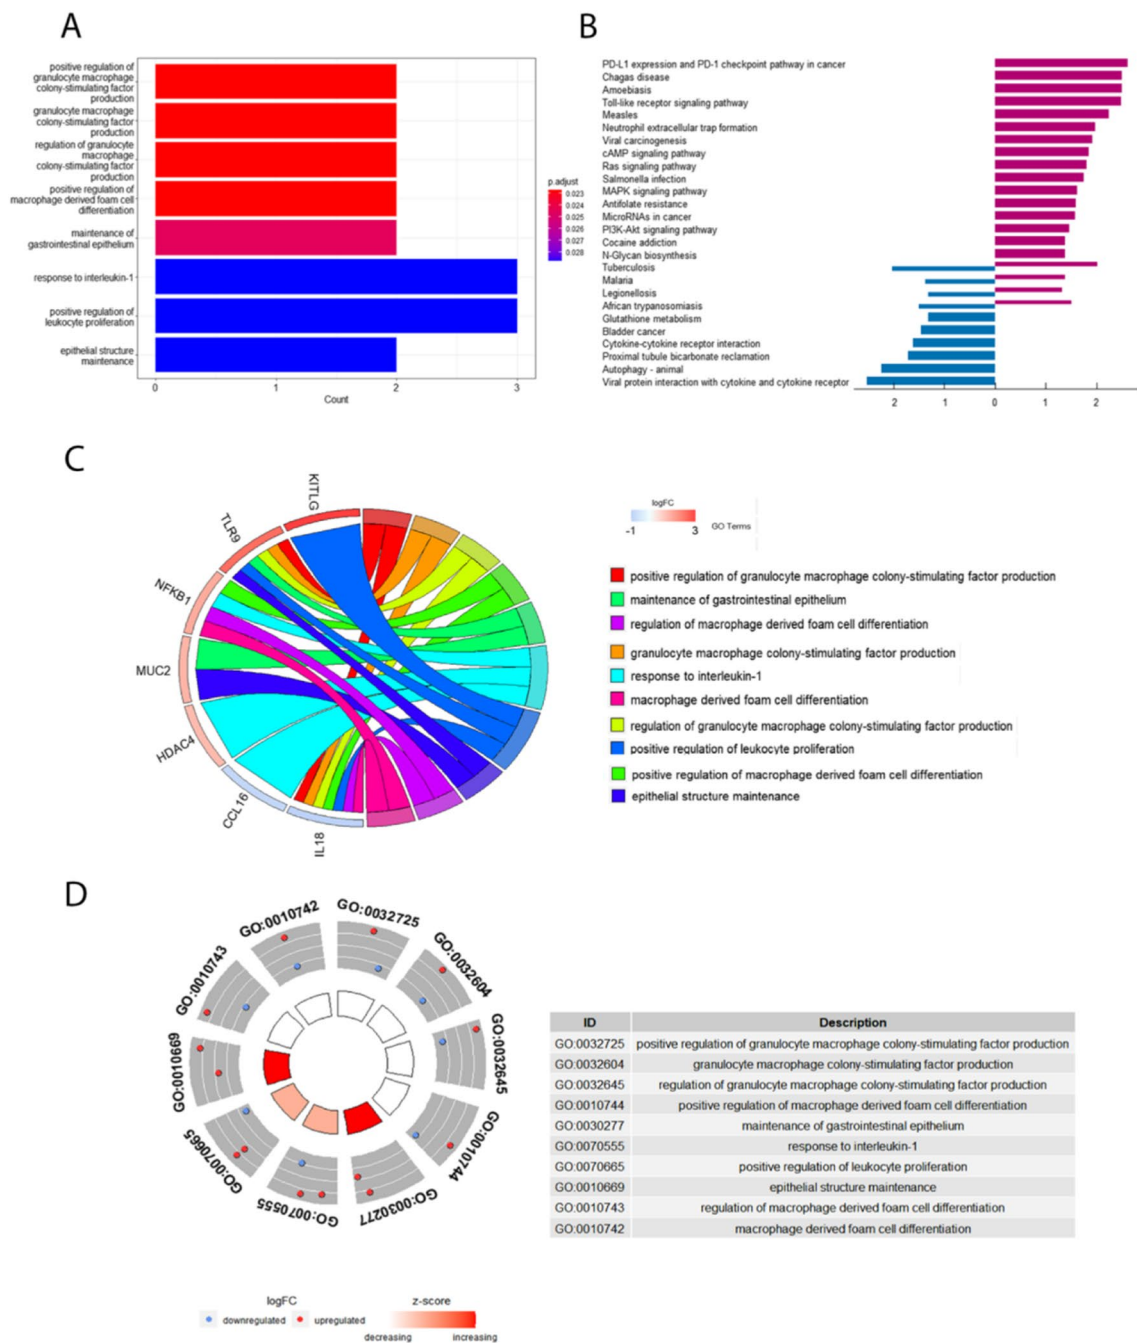 A
positive regulation of
granulocyte macrophage
colony-stimulating factor
production
granulocyte macrophage
colony-stimulating factor
production
regulation of granulocyte
macrophage
colony-stimulating factor
production
positive regulation of
macrophage derived foam cell
differentiation
maintenance of
gastrointestinal epithelium
response to interleukin-1
positive regulation of
leukocyte proliferation
epithelial structure
maintenance
0 1 2 3
Count
p.adjust
0.023
0.024
0.025
0.026
0.027
0.028
B
PD-L1 expression and PD-1 checkpoint pathway in cancer
Chagas disease
Amoebiasis
Toll-like receptor signaling pathway
Measles
Neutrophil extracellular trap formation
Viral carcinogenesis
cAMP signaling pathway
Ras signaling pathway
Salmonella infection
MAPK signaling pathway
Antifolate resistance
MicroRNAs in cancer
PI3K-Akt signaling pathway
Cocaine addiction
N-Glycan biosynthesis
Tuberculosis
Malaria
Legionellosis
African trypanosomiasis
Glutathione metabolism
Bladder cancer
Cytokine-cytokine receptor interaction
Proximal tubule bicarbonate reclamation
Autophagy - animal
Viral protein interaction with cytokine and cytokine receptor
2 1 0 1 2
C
KITLG
TLR9
NFKB1
MUC2
HDAC4
CCL16
IL18
logFC
-1 3
GO Terms
positive regulation of granulocyte macrophage colony-stimulating factor production
maintenance of gastrointestinal epithelium
regulation of macrophage derived foam cell differentiation
granulocyte macrophage colony-stimulating factor production
response to interleukin-1
macrophage derived foam cell differentiation
regulation of granulocyte macrophage colony-stimulating factor production
positive regulation of leukocyte proliferation
positive regulation of macrophage derived foam cell differentiation
epithelial structure maintenance
D
GO:0032725
GO:0032604
GO:0032645
GO:0010744
GO:0030277
GO:0070555
GO:0070665
GO:0010669
GO:0010743
GO:0010742
logFC
downregulated upregulated
z-score
decreasing increasing
ID Description
GO:0032725 positive regulation of granulocyte macrophage colony-stimulating factor production
GO:0032604 granulocyte macrophage colony-stimulating factor production
GO:0032645 regulation of granulocyte macrophage colony-stimulating factor production
GO:0010744 positive regulation of macrophage derived foam cell differentiation
GO:0030277 maintenance of gastrointestinal epithelium
GO:0070555 response to interleukin-1
GO:0070665 positive regulation of leukocyte proliferation
GO:0010669 epithelial structure maintenance
GO:0010743 regulation of macrophage derived foam cell differentiation
GO:0010742 macrophage derived foam cell differentiation